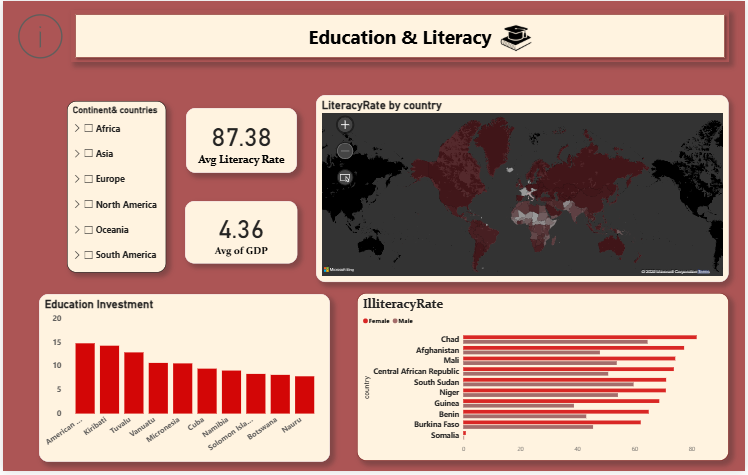 Education & Literacy
Continent& countries
Africa
Asia
Europe
North America
Oceania
South America
87.38
Avg Literacy Rate
4.36
Avg of GDP
LiteracyRate by country
Microsoft Bing
Microsoft Corporation Terms
Education Investment
20
15
10
5
0
American ...
Kiribati
Tuvalu
Vanuatu
Micronesia
Cuba
Namibia
Solomon Isla...
Botswana
Nauru
IlliteracyRate
Female Male
country
Chad
Afghanistan
Mali
Central African Republic
South Sudan
Niger
Guinea
Benin
Burkina Faso
Somalia
0 20 40 60 80